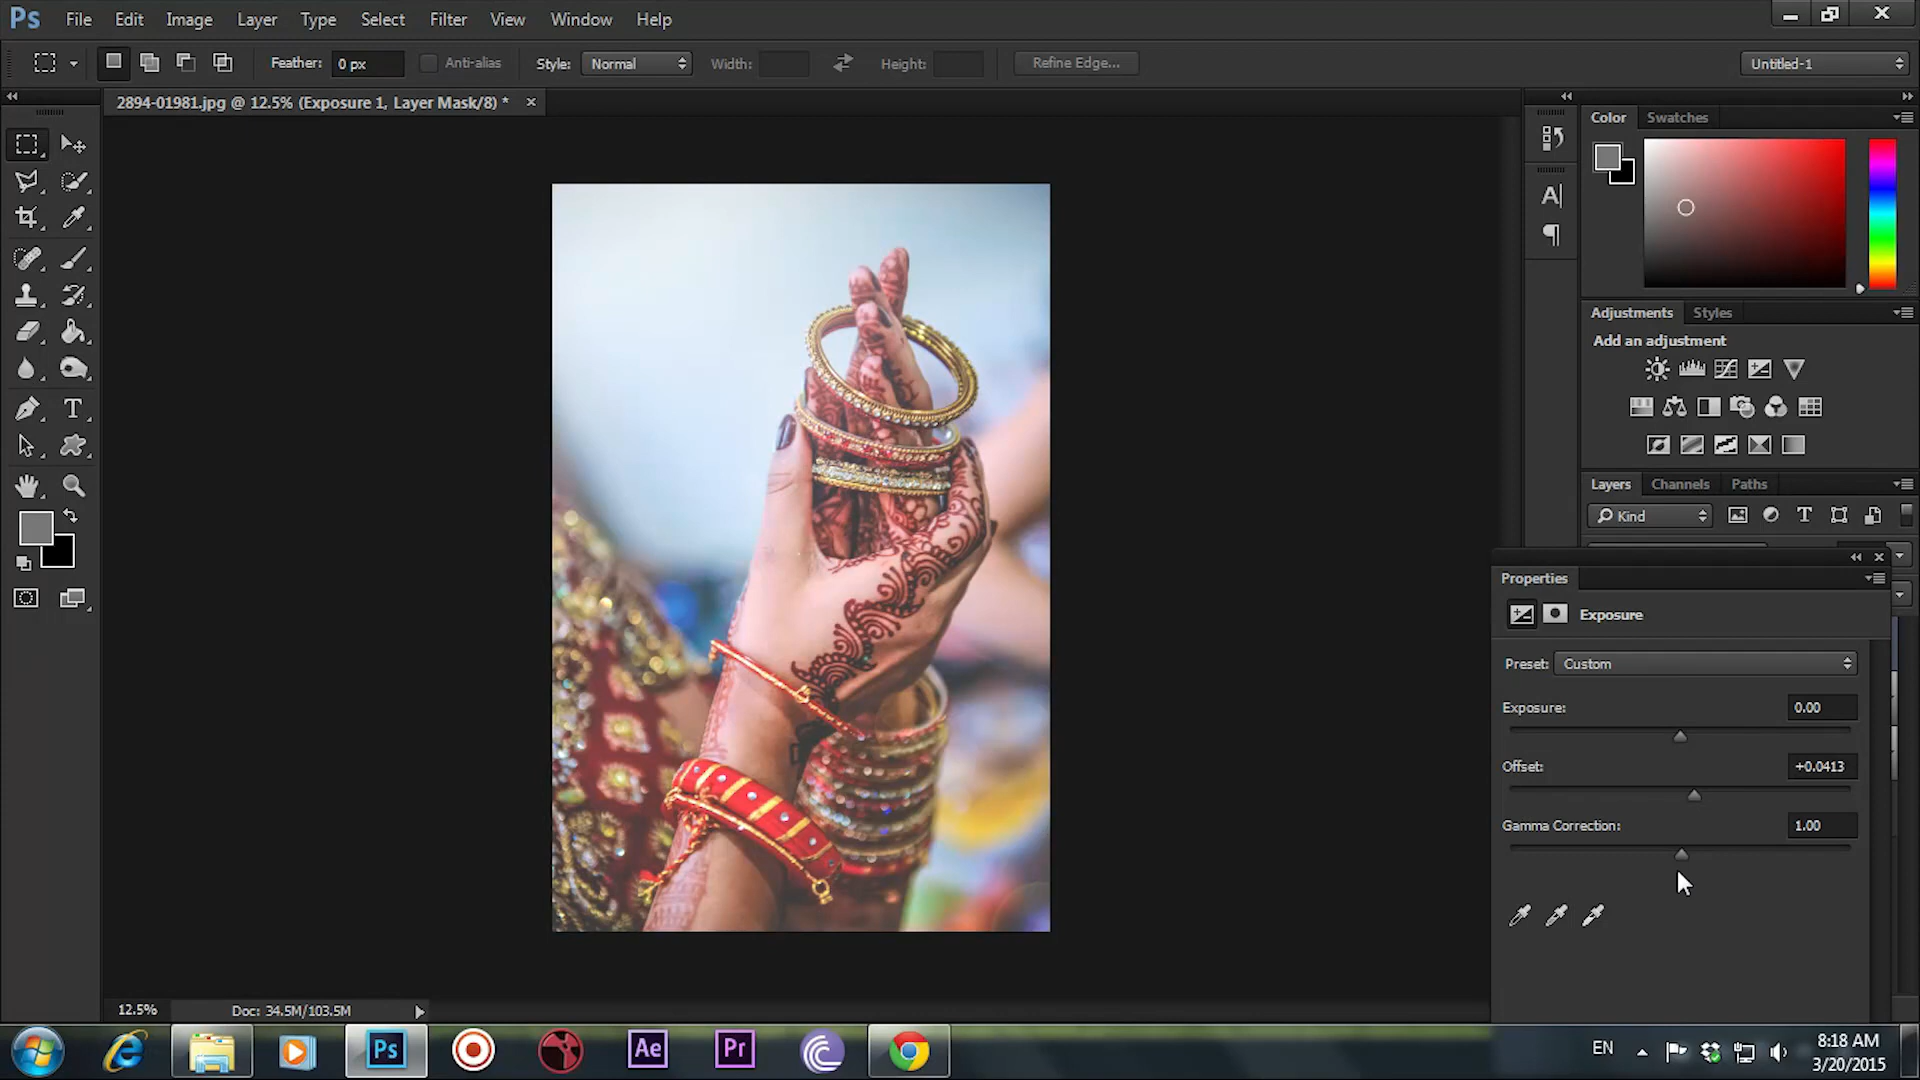 Ps File Edit Image Layer Type Select Filter View Window Help
Feather: 0 px Anti-alias Style: Normal Width: Height: Refine Edge... Untitled-1
2894-01981.jpg @ 12.5% (Exposure 1, Layer Mask/8) * ×
Color Swatches
Adjustments Styles
Add an adjustment
Layers Channels Paths
Kind
Properties
Exposure
Preset: Custom
Exposure: 0.00
Offset: +0.0413
Gamma Correction: 1.00
12.5% Doc: 34.5M/103.5M
Ps Ae Pr EN 8:18 AM
3/20/2015